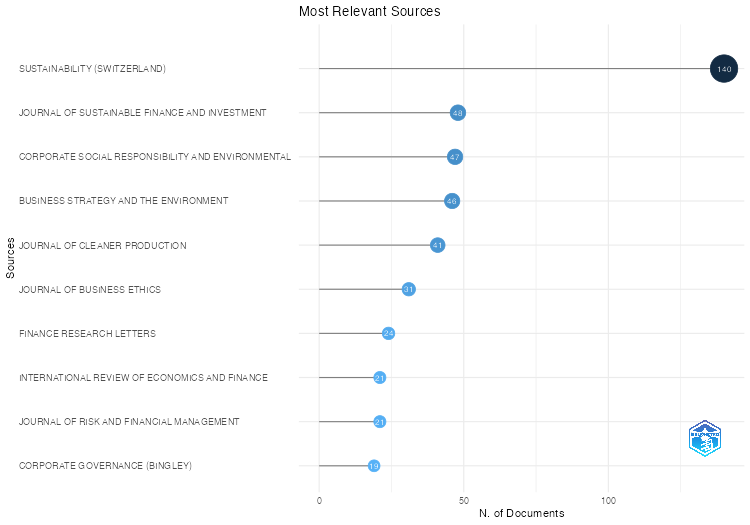 Most Relevant Sources
SUSTAINABILITY (SWITZERLAND)
140
JOURNAL OF SUSTAINABLE FINANCE AND INVESTMENT
48
CORPORATE SOCIAL RESPONSIBILITY AND ENVIRONMENTAL
47
BUSINESS STRATEGY AND THE ENVIRONMENT
46
JOURNAL OF CLEANER PRODUCTION
41
JOURNAL OF BUSINESS ETHICS
31
FINANCE RESEARCH LETTERS
24
INTERNATIONAL REVIEW OF ECONOMICS AND FINANCE
21
JOURNAL OF RISK AND FINANCIAL MANAGEMENT
21
CORPORATE GOVERNANCE (BINGLEY)
19
Sources
0 50 100
N. of Documents